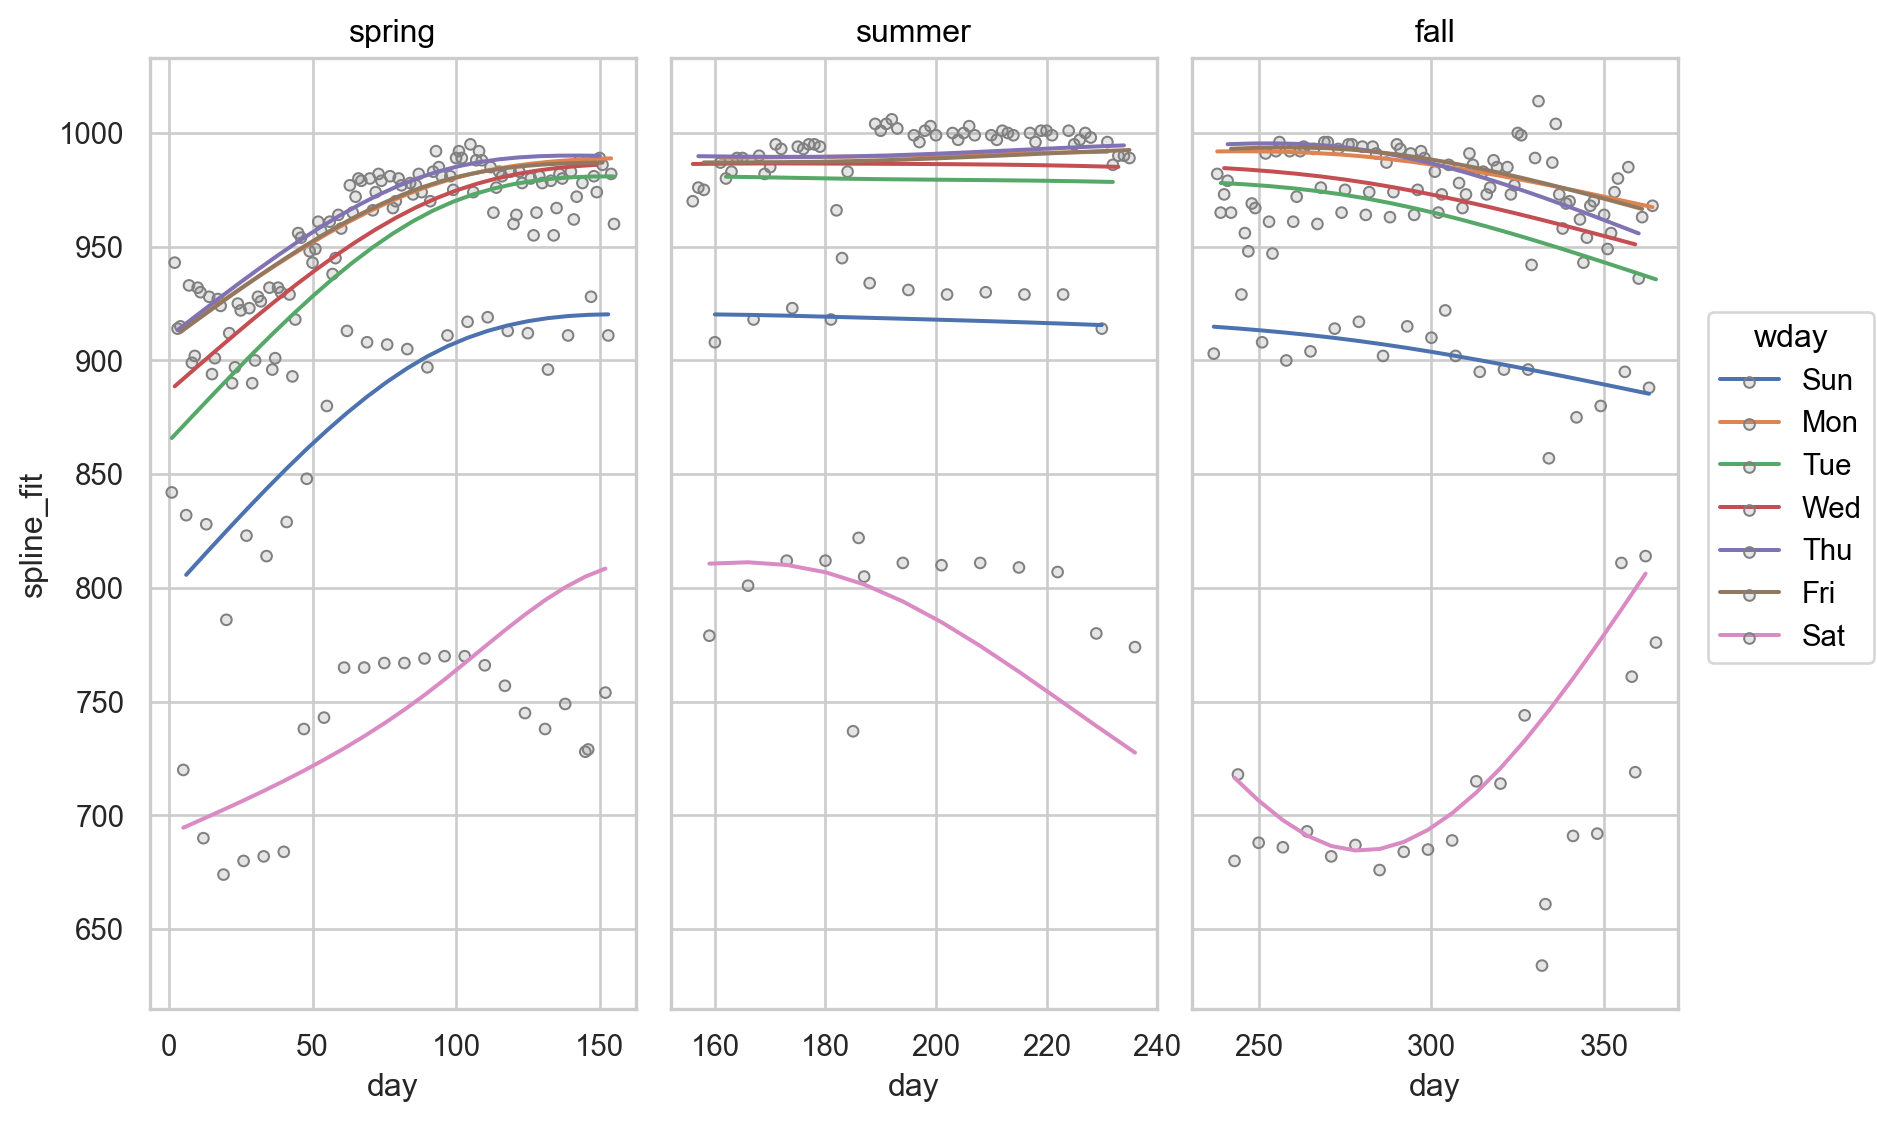 spring summer fall
1000
950
900
850
800
750
700
650
spline_fit
0 50 100 150 160 180 200 220 240 250 300 350
day day day
wday
Sun
Mon
Tue
Wed
Thu
Fri
Sat